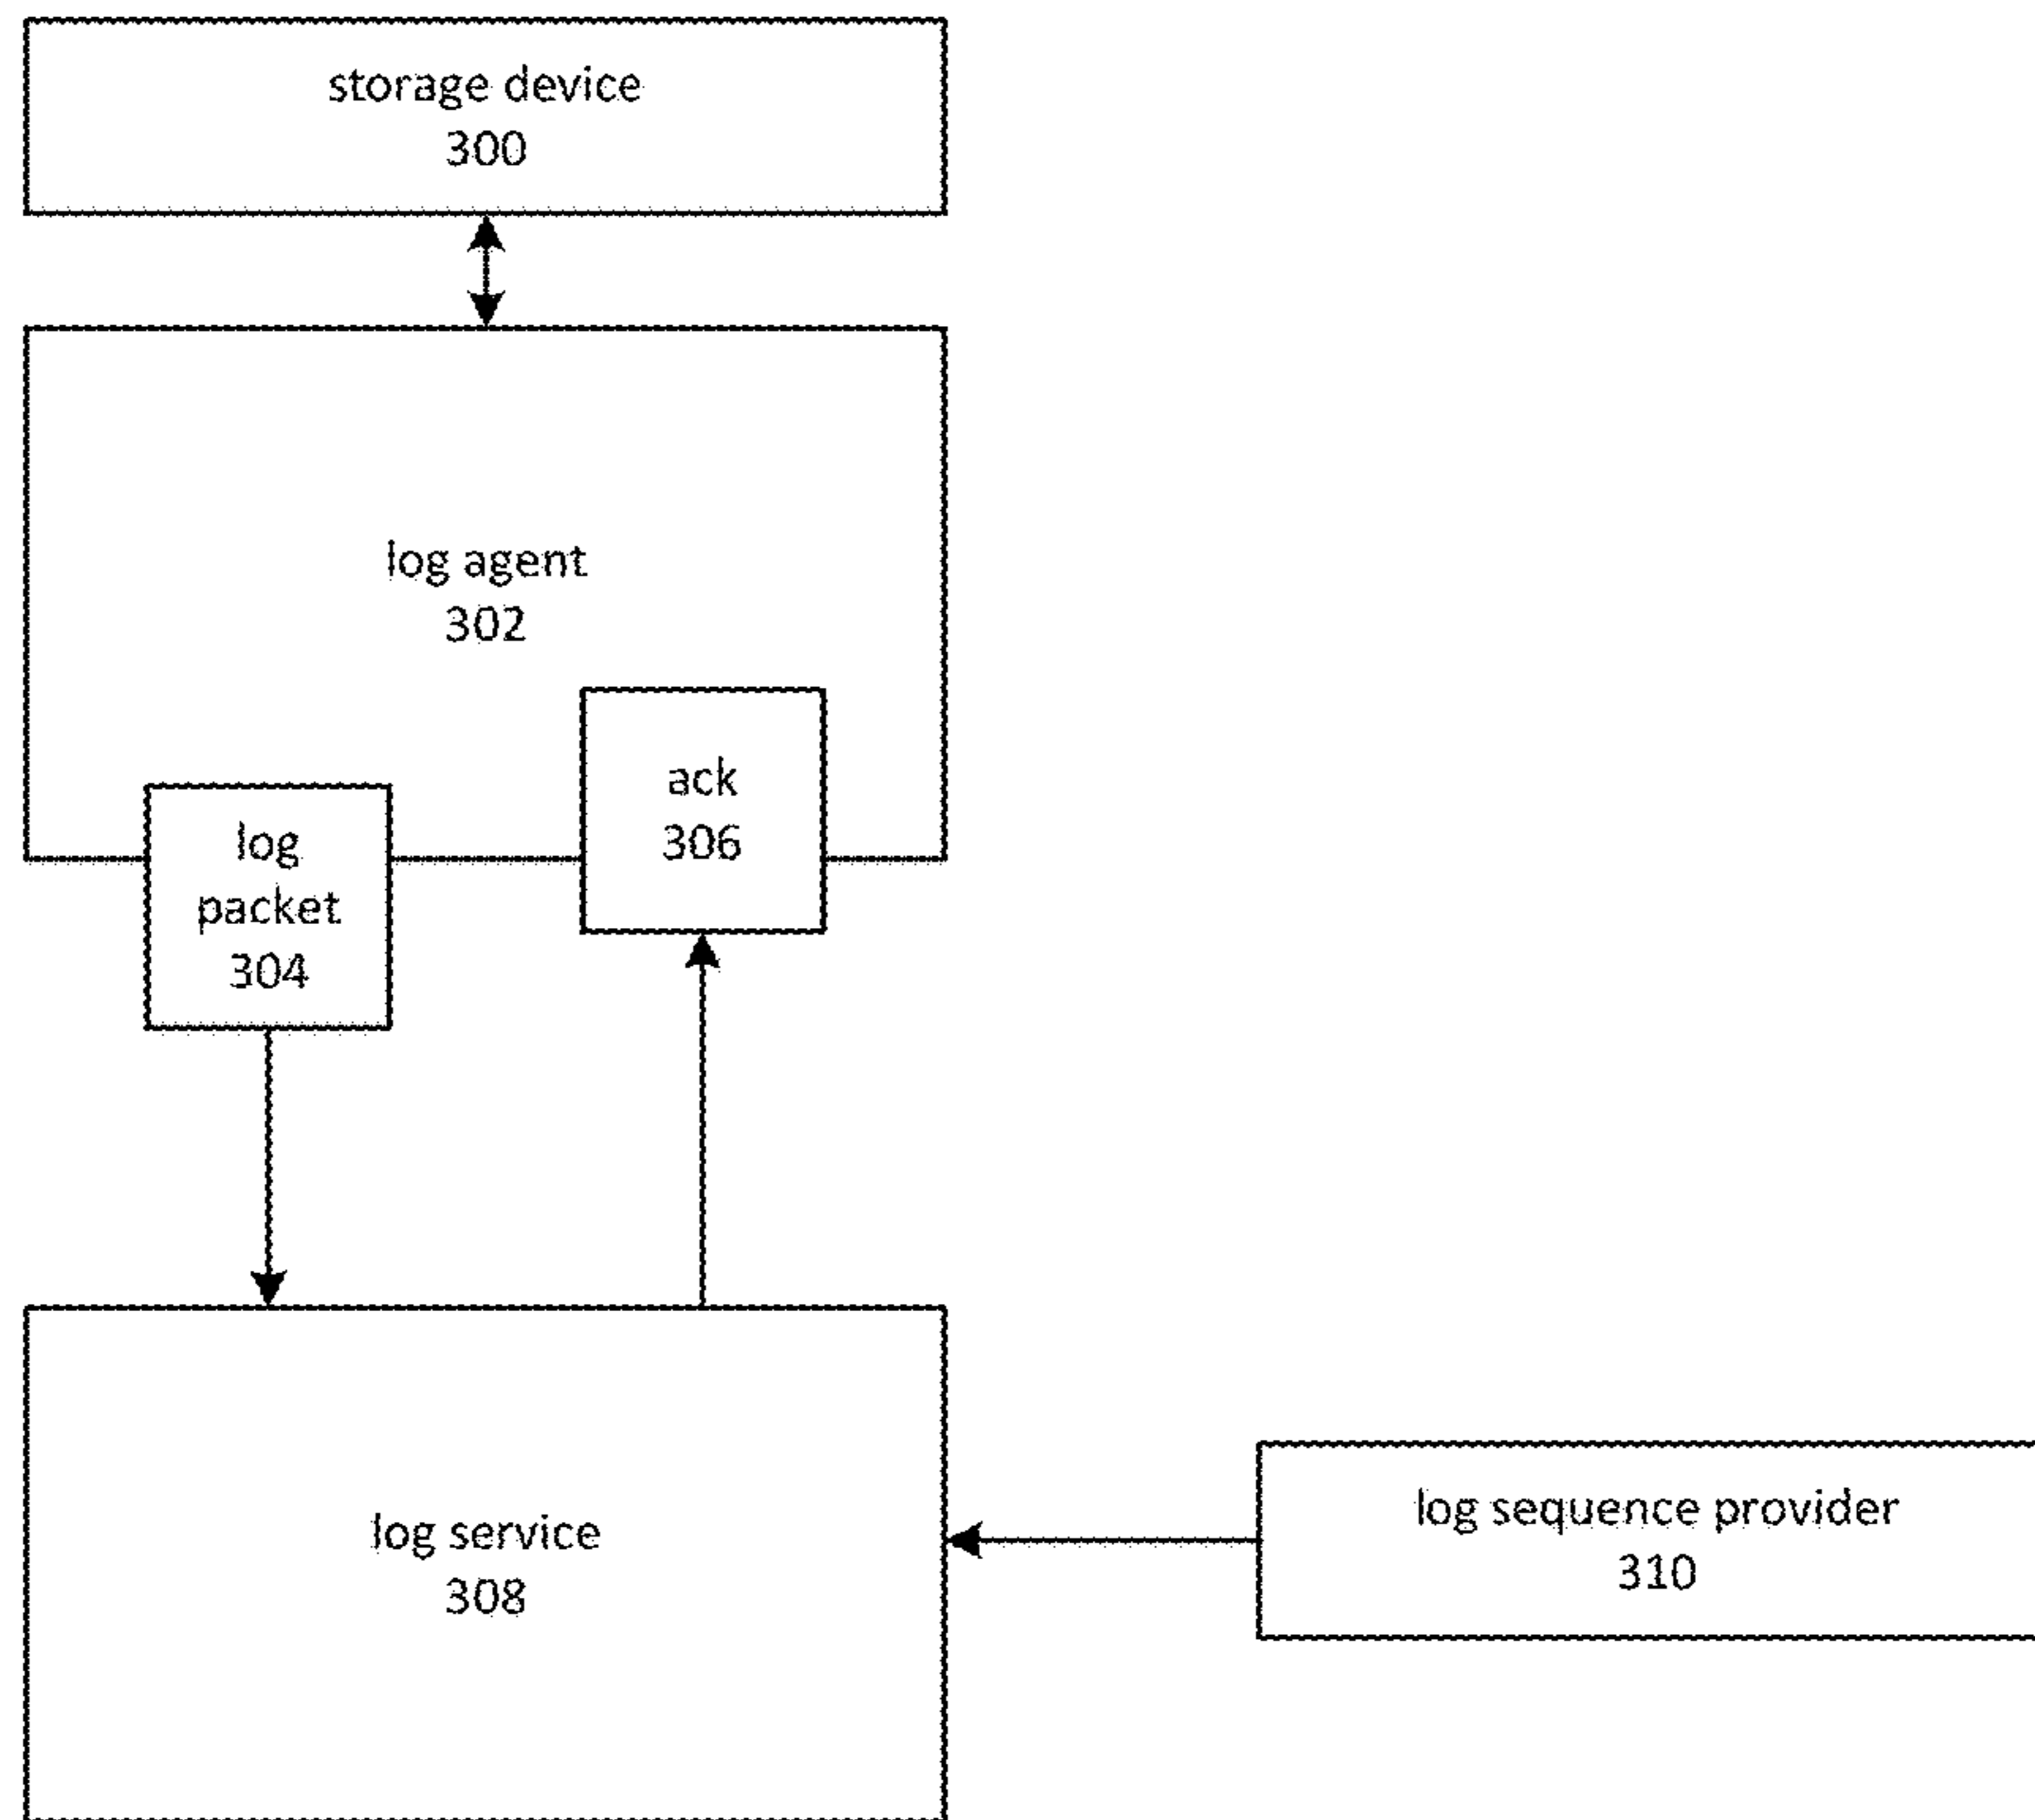 storage device
300
log agent
302
ack
306
log
packet
304
log service
308
log sequence provider
310